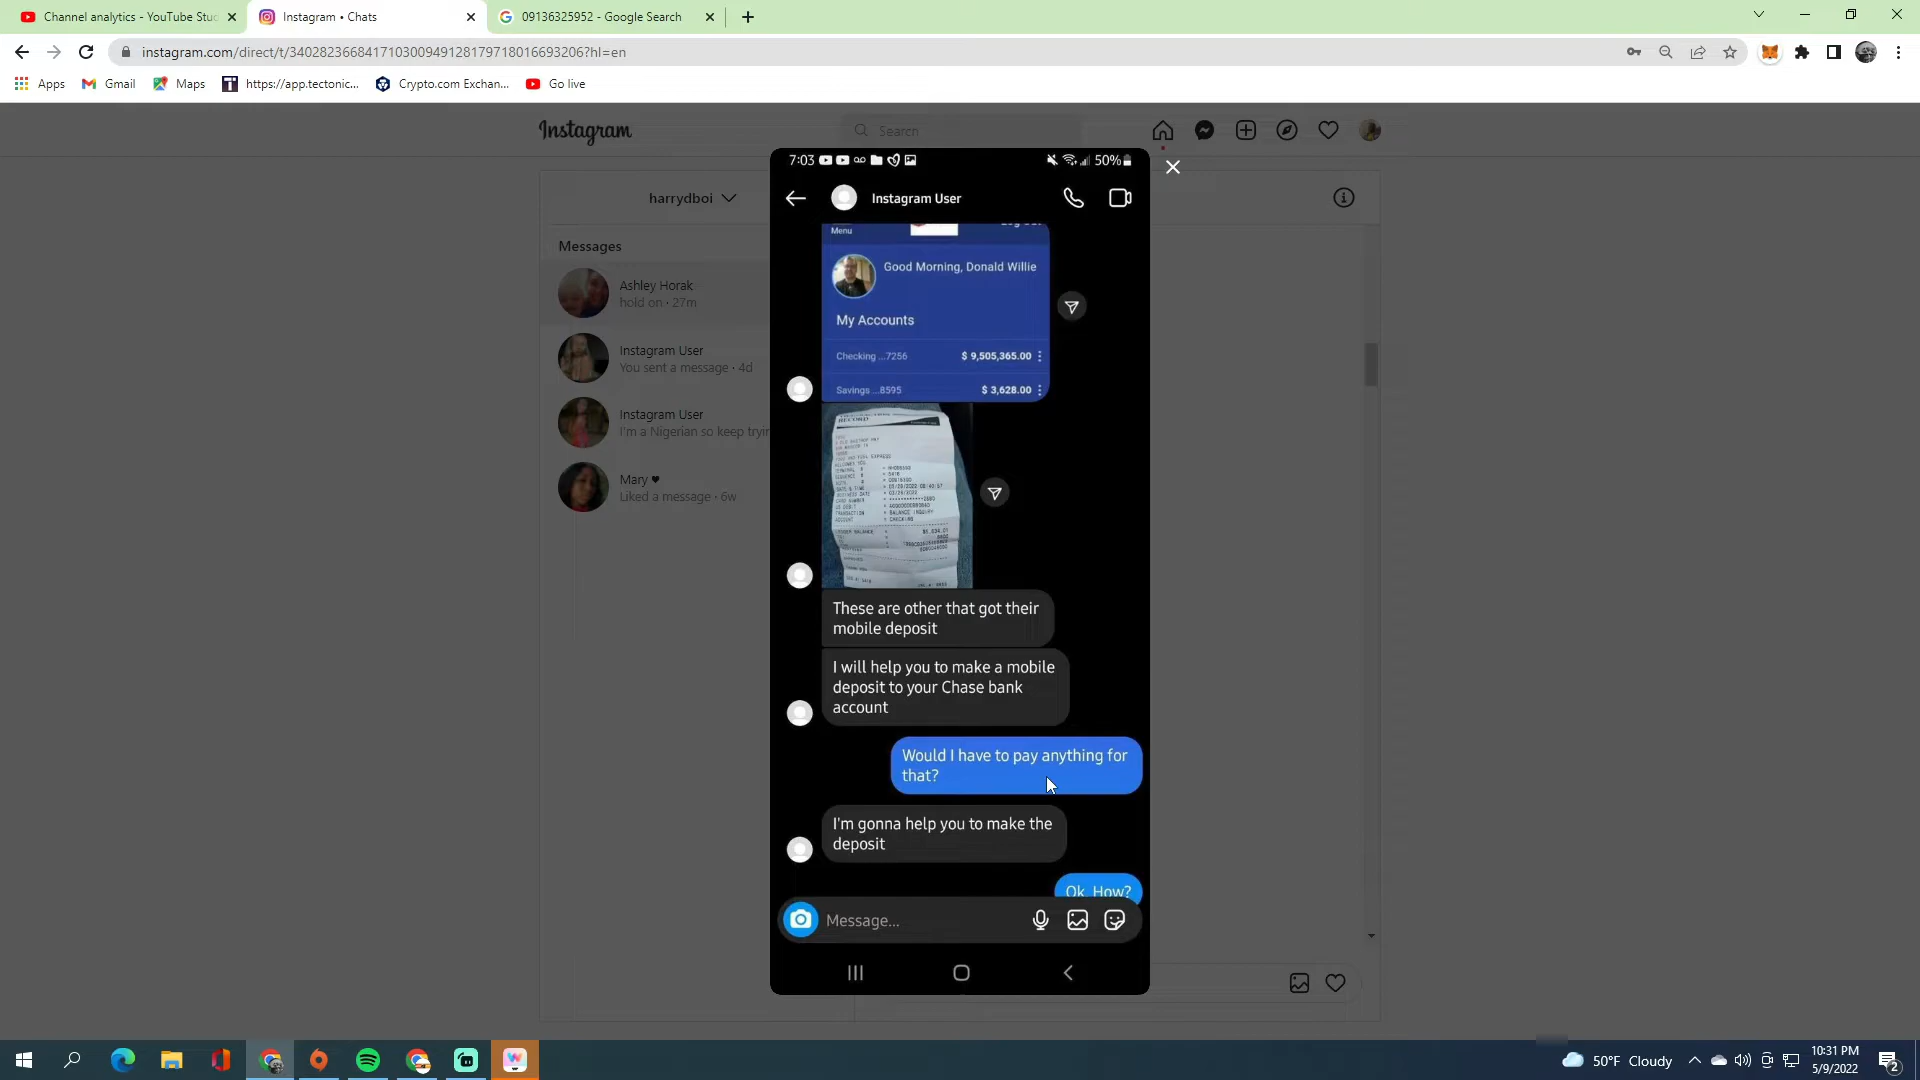 Channel analytics - YouTube Stu
Instagram • Chats
09136325952 - Google Search
instagram.com/direct/t/340282366841710300949128179718016693206?hl=en
Apps
Gmail
Maps
https://app.tectonic...
Crypto.com Exchan...
Go live
Instagram
Search
harrydboi
Messages
Ashley Horak
hold on · 27m
Instagram User
You sent a message · 4d
Instagram User
I'm a Nigerian so keep tryin
Mary ♥
Liked a message · 6w
7:03
50%
Instagram User
Menu
Good Morning, Donald Willie
My Accounts
Checking ...7256
$ 9,505,365.00
Savings ...8595
$ 3,628.00
RECORD
BALANCE INQUIRY
CHECKING
These are other that got their
mobile deposit
I will help you to make a mobile
deposit to your Chase bank
account
Would I have to pay anything for
that?
I'm gonna help you to make the
deposit
Ok. How?
Message...
50°F Cloudy
10:31 PM
5/9/2022
2